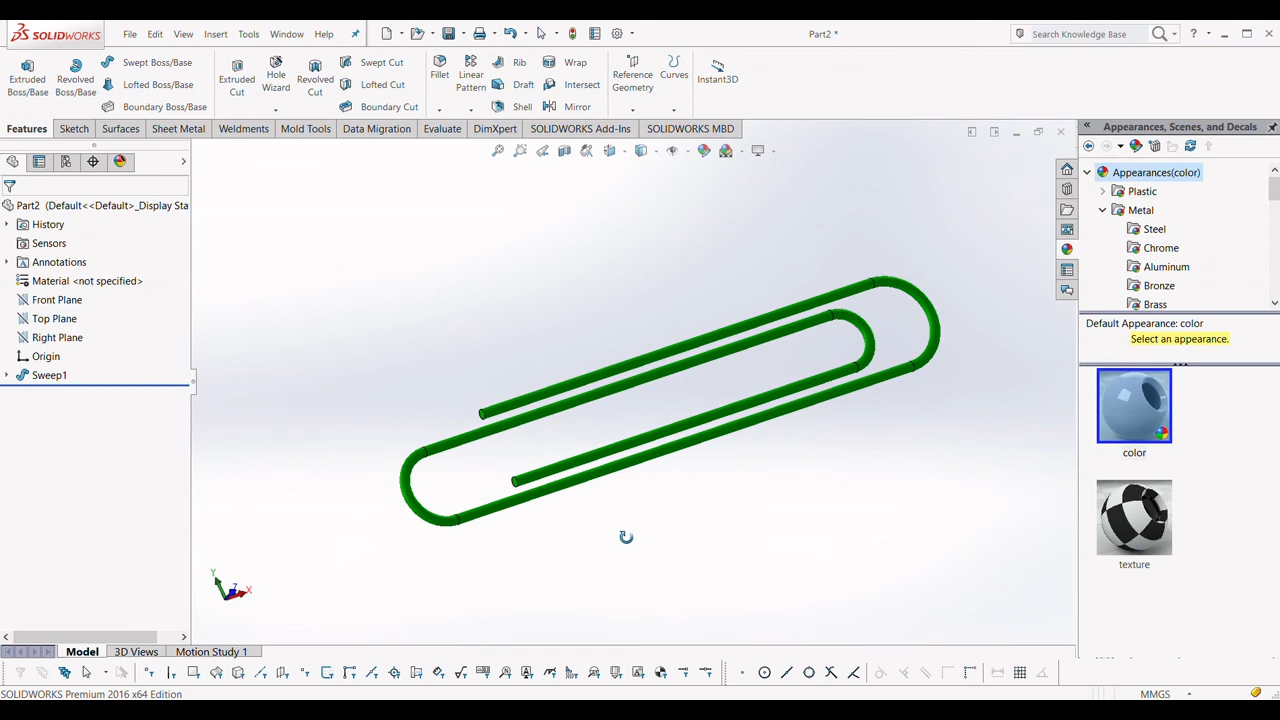 SOLIDWORKS File Edit View Insert Tools Window Help Part2 * Search Knowledge Base ?
Extruded Boss/Base
Revolved Boss/Base
Swept Boss/Base
Lofted Boss/Base
Boundary Boss/Base
Extruded Cut
Hole Wizard
Revolved Cut
Swept Cut
Lofted Cut
Boundary Cut
Fillet
Linear Pattern
Rib
Draft
Shell
Wrap
Intersect
Mirror
Reference Geometry
Curves
Instant3D
Features Sketch Surfaces Sheet Metal Weldments Mold Tools Data Migration Evaluate DimXpert SOLIDWORKS Add-Ins SOLIDWORKS MBD
Part2 (Default<<Default>_Display Sta
History
Sensors
Annotations
Material <not specified>
Front Plane
Top Plane
Right Plane
Origin
Sweep1
Y
Z
X
Appearances, Scenes, and Decals
Appearances(color)
Plastic
Metal
Steel
Chrome
Aluminum
Bronze
Brass
Default Appearance: color
Select an appearance.
color
texture
Model 3D Views Motion Study 1
SOLIDWORKS Premium 2016 x64 Edition MMGS